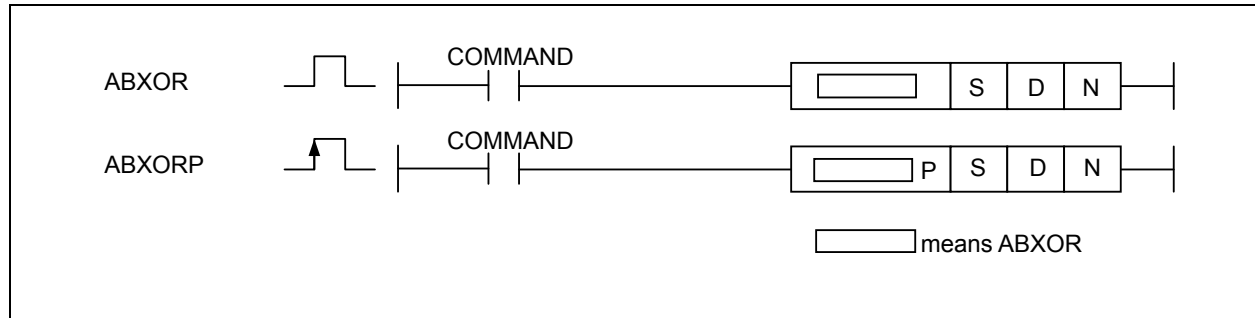 COMMAND
ABXOR S D N
COMMAND
ABXORP P S D N
means ABXOR